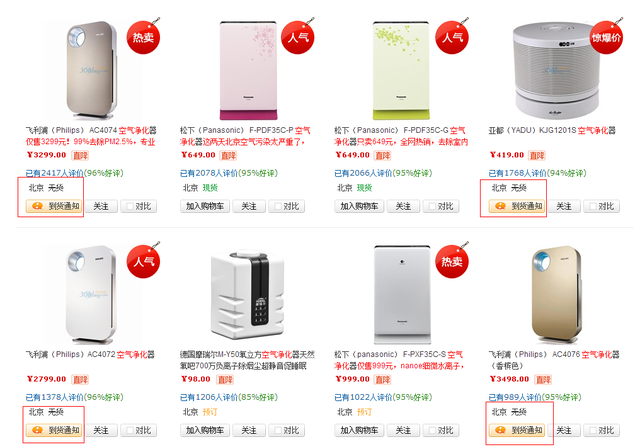 热卖
人气
人气
惊爆价
飞利浦（Philips） AC4074 空气净化器
仅售3299元！99%去除PM2.5%，专业
¥3299.00 直降
已有2417人评价(96%好评)
北京 无货
到货通知 关注 对比
松下（Panasonic） F-PDF35C-P 空气
净化器这两天北京空气污染太严重了，
¥649.00 直降
已有2078人评价(95%好评)
北京 现货
加入购物车 关注 对比
松下（Panasonic） F-PDF35C-G 空气
净化器只卖649元，全网热销，去除室内
¥649.00 直降
已有2066人评价(95%好评)
北京 现货
加入购物车 关注 对比
亚都（YADU）KJG1201S 空气净化器
¥419.00 直降
已有1768人评价(94%好评)
北京 无货
到货通知 关注 对比
人气
热卖
飞利浦（Philips） AC4072 空气净化器
¥2799.00 直降
已有1378人评价(96%好评)
北京 无货
到货通知 关注 对比
德国摩瑞尔M-Y50氧立方空气净化器天然
氧吧700万负离子除烟尘超静音促睡眠
¥98.00 直降
已有1206人评价(85%好评)
北京 预订
加入购物车 关注 对比
松下（panasonic） F-PXF35C-S 空气
净化器仅售999元，nanoe细微水离子，
¥999.00 直降
已有1022人评价(95%好评)
北京 预订
加入购物车 关注 对比
飞利浦（Philips） AC4076 空气净化器
（香槟色）
¥3498.00 直降
已有989人评价(95%好评)
北京 无货
到货通知 关注 对比